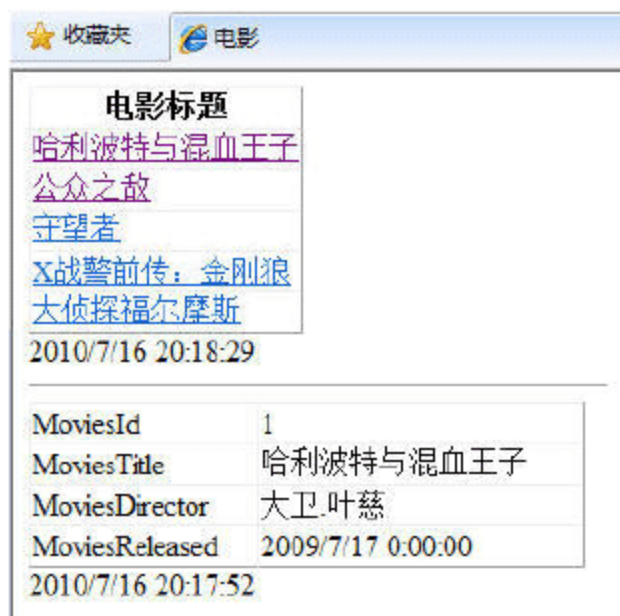 收藏夹 电影
电影标题
哈利波特与混血王子
公众之敌
守望者
X战警前传：金刚狼
大侦探福尔摩斯
2010/7/16 20:18:29
MoviesId 1
MoviesTitle 哈利波特与混血王子
MoviesDirector 大卫.叶慈
MoviesReleased 2009/7/17 0:00:00
2010/7/16 20:17:52